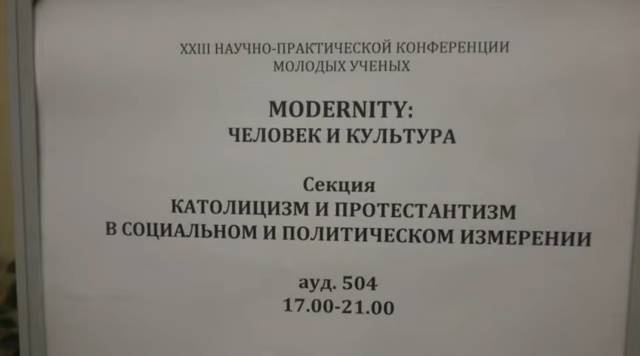 XXIII НАУЧНО-ПРАКТИЧЕСКОЙ КОНФЕРЕНЦИИ
МОЛОДЫХ УЧЕНЫХ
MODERNITY:
ЧЕЛОВЕК И КУЛЬТУРА
Секция
КАТОЛИЦИЗМ И ПРОТЕСТАНТИЗМ
В СОЦИАЛЬНОМ И ПОЛИТИЧЕСКОМ ИЗМЕРЕНИИ
ауд. 504
17.00-21.00